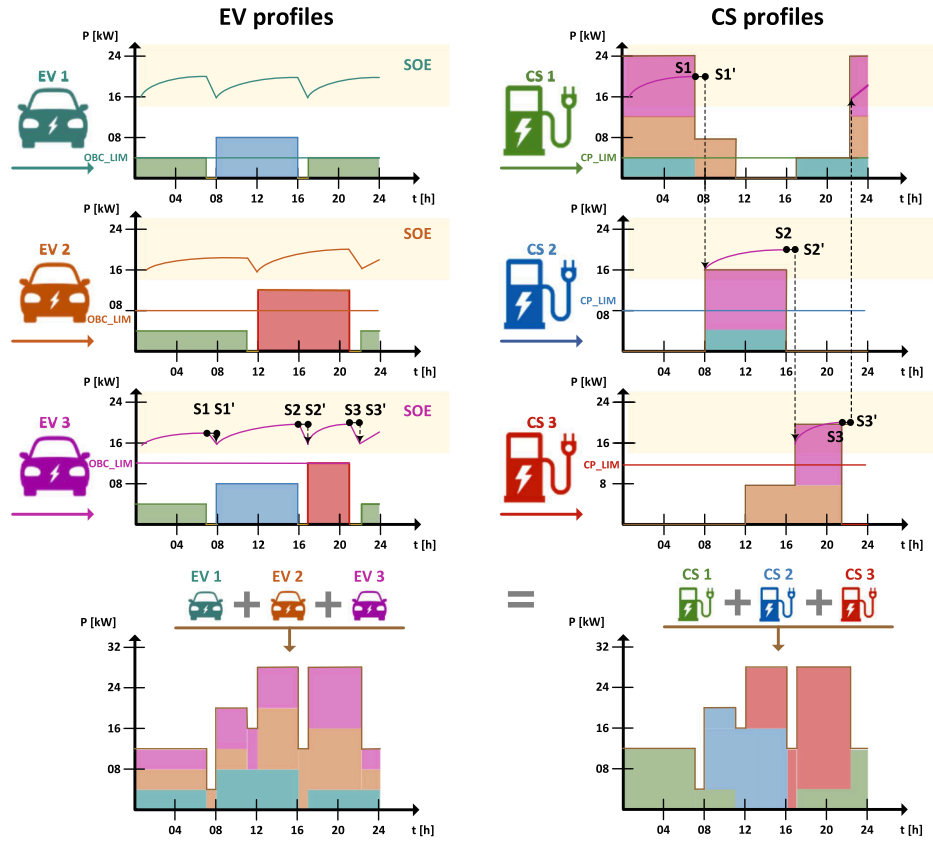 EV profiles
CS profiles
P [kW]
24
16
08
EV 1
SOE
OBC_LIM
04 08 12 16 20 24
t [h]
P [kW]
24
16
08
CS 1
S1 S1'
CP_LIM
04 08 12 16 20 24
t [h]
P [kW]
24
16
08
EV 2
SOE
OBC_LIM
04 08 12 16 20 24
t [h]
P [kW]
24
16
08
CS 2
S2
S2'
CP_LIM
04 08 12 16 20 24
t [h]
P [kW]
24
16
08
EV 3
S1 S1' S2 S2' S3 S3'
SOE
OBC_LIM
04 08 12 16 20 24
t [h]
P [kW]
24
16
8
CS 3
S3'
S3
CP_LIM
04 08 12 16 20 24
t [h]
EV 1 EV 2 EV 3
+ +
=
CS 1 CS 2 CS 3
+ +
P [kW]
32
24
16
08
04 08 12 16 20 24
t [h]
P [kW]
32
24
16
08
04 08 12 16 20 24
t [h]